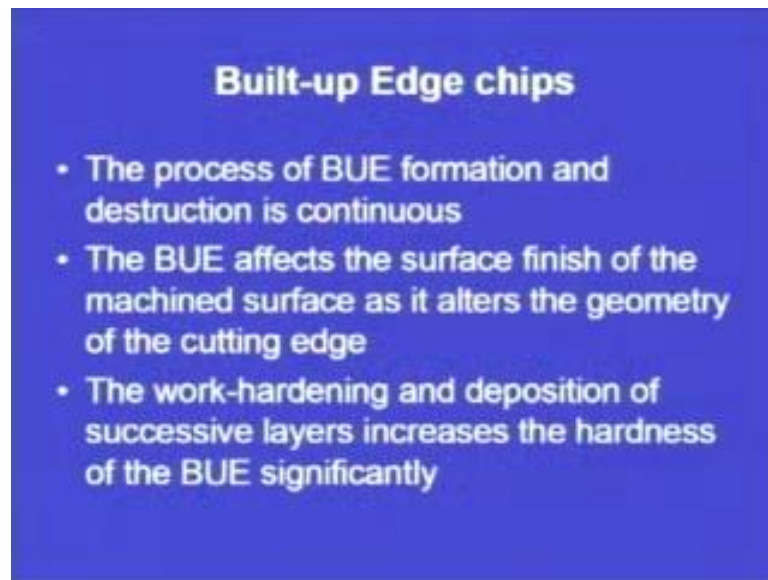 Built-up Edge chips
• The process of BUE formation and
destruction is continuous
• The BUE affects the surface finish of the
machined surface as it alters the geometry
of the cutting edge
• The work-hardening and deposition of
successive layers increases the hardness
of the BUE significantly